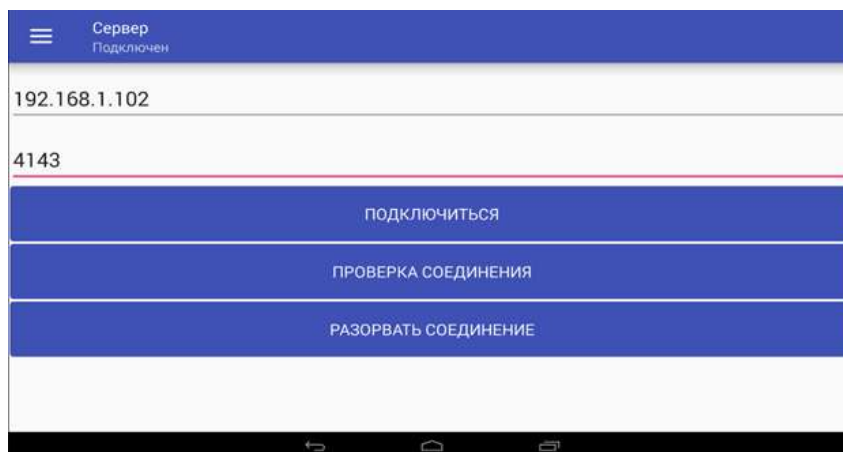 Сервер
Подключен
192.168.1.102
4143
ПОДКЛЮЧИТЬСЯ
ПРОВЕРКА СОЕДИНЕНИЯ
РАЗОРВАТЬ СОЕДИНЕНИЕ